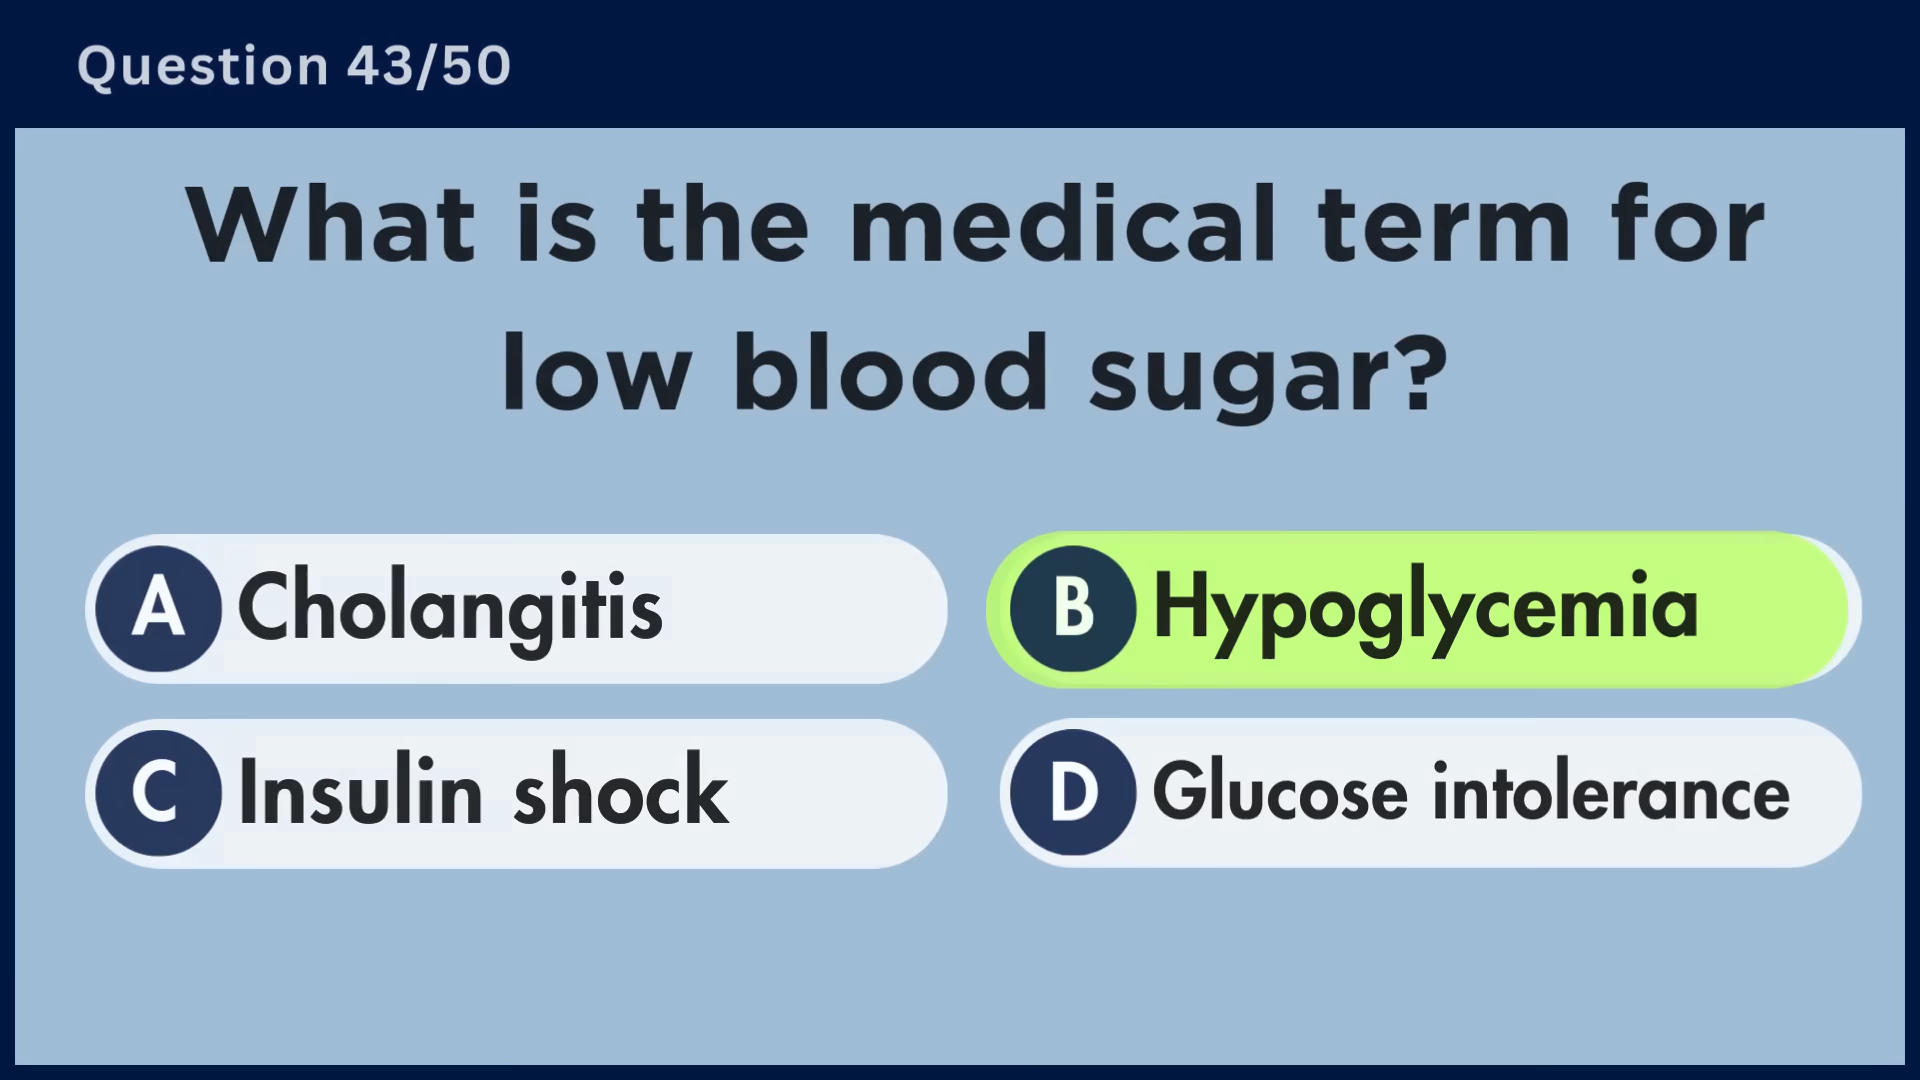 Question 43/50
What is the medical term for
low blood sugar?
A Cholangitis
B Hypoglycemia
C Insulin shock
D Glucose intolerance